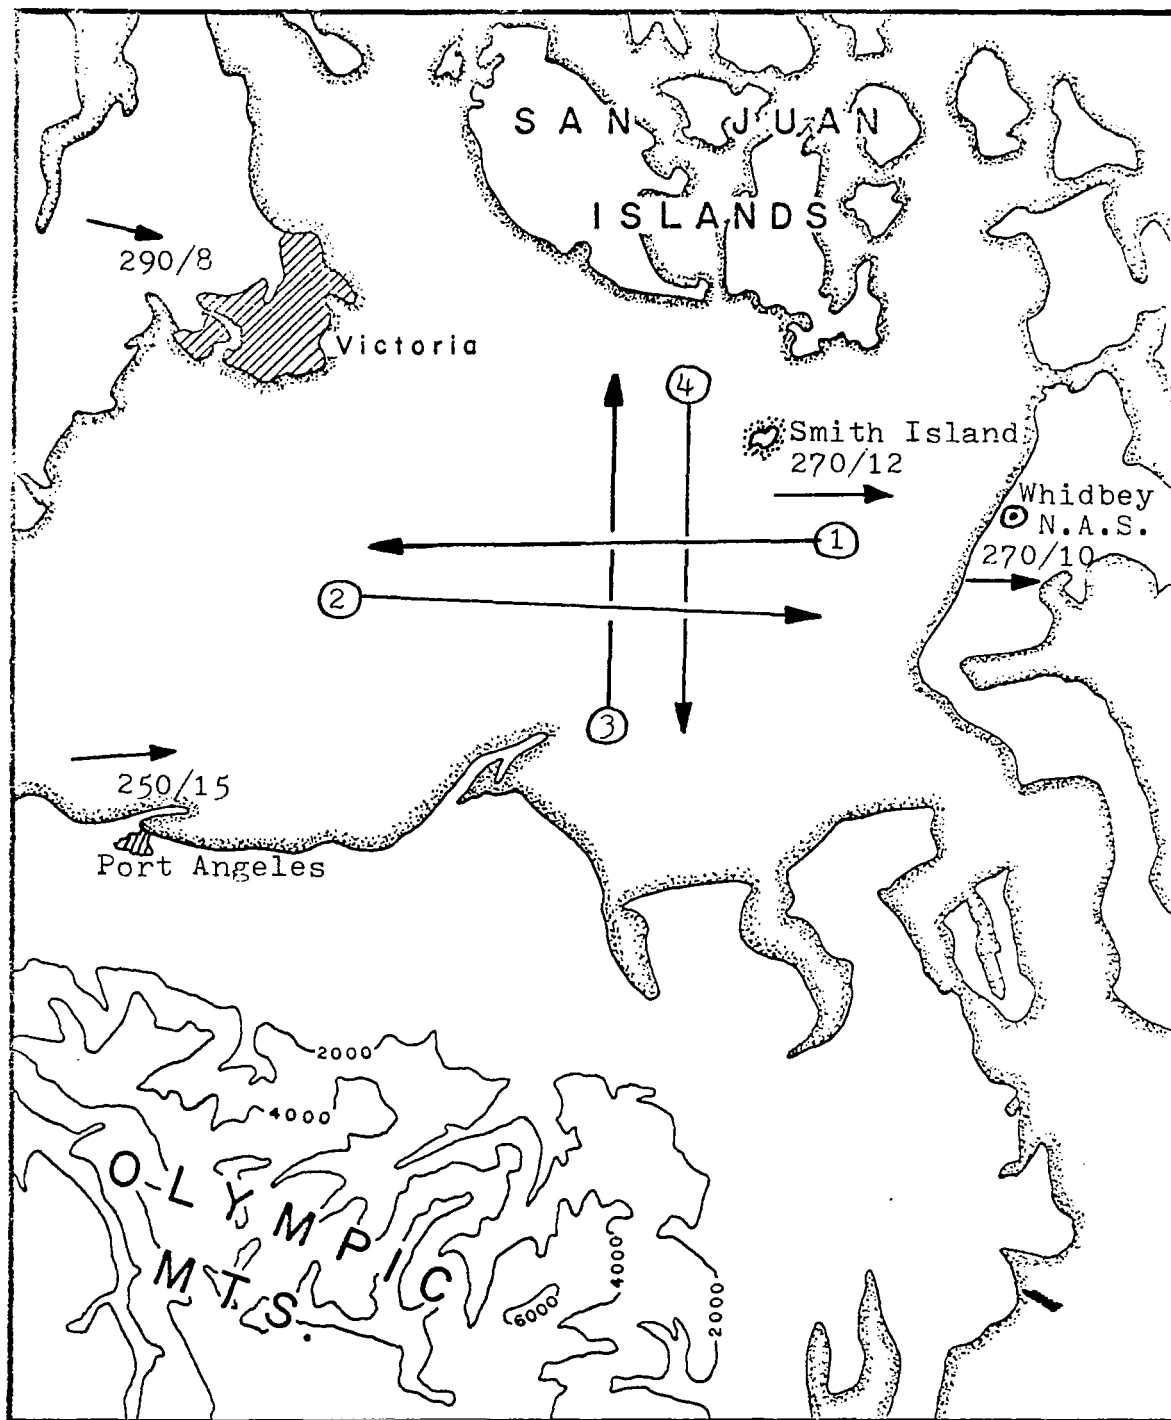 SAN JUAN
ISLANDS
290/8
Victoria
4
Smith Island
270/12
Whidbey
N.A.S.
270/10
1
2
3
250/15
Port Angeles
2000
4000
OLYMPIC
MTS.
6000
4000
2000